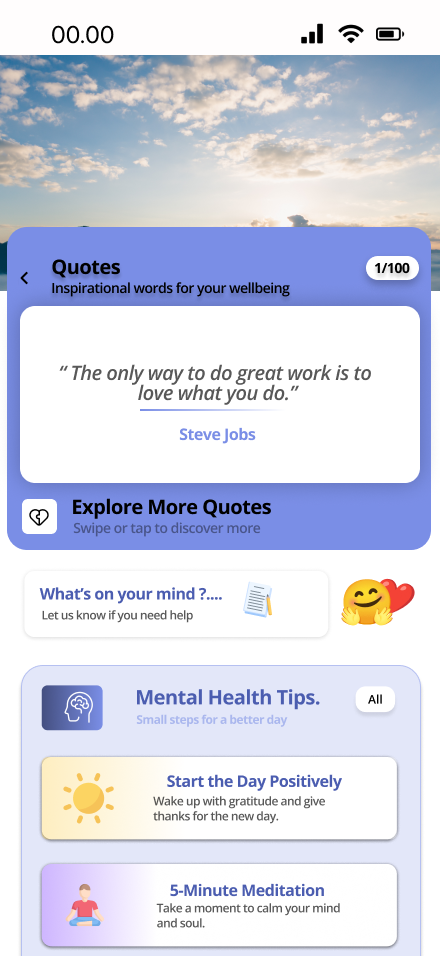 00.00
Quotes
1/100
Inspirational words for your wellbeing
“ The only way to do great work is to
love what you do.”
Steve Jobs
Explore More Quotes
Swipe or tap to discover more
What’s on your mind ?....
Let us know if you need help
Mental Health Tips.
All
Small steps for a better day
Start the Day Positively
Wake up with gratitude and give
thanks for the new day.
5-Minute Meditation
Take a moment to calm your mind
and soul.